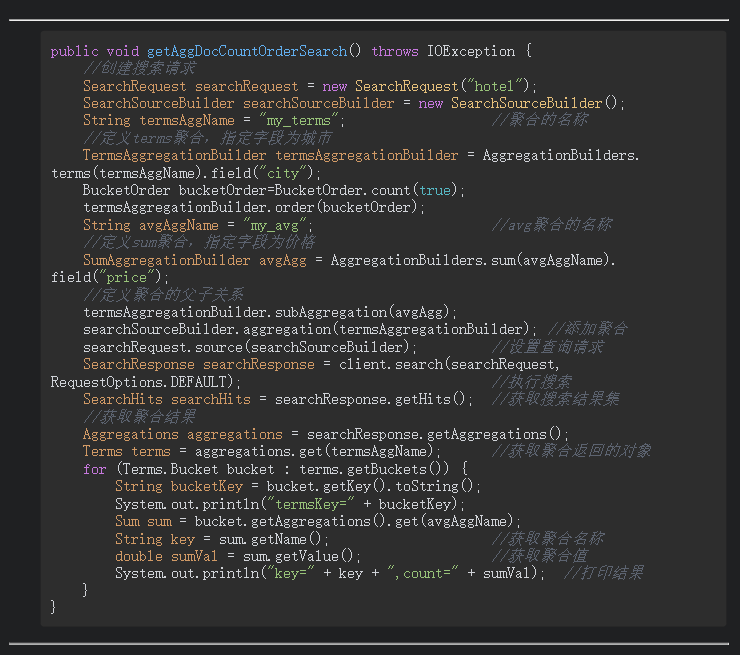 public void getAggDocCountOrderSearch() throws IOException {
//创建搜索请求
SearchRequest searchRequest = new SearchRequest("hotel");
SearchSourceBuilder searchSourceBuilder = new SearchSourceBuilder();
String termsAggName = "my_terms"; //聚合的名称
//定义terms聚合，指定字段为城市
TermsAggregationBuilder termsAggregationBuilder = AggregationBuilders.
terms(termsAggName).field("city");
BucketOrder bucketOrder=BucketOrder.count(true);
termsAggregationBuilder.order(bucketOrder);
String avgAggName = "my_avg"; //avg聚合的名称
//定义sum聚合，指定字段为价格
SumAggregationBuilder avgAgg = AggregationBuilders.sum(avgAggName).
field("price");
//定义聚合的父子关系
termsAggregationBuilder.subAggregation(avgAgg);
searchSourceBuilder.aggregation(termsAggregationBuilder); //添加聚合
searchRequest.source(searchSourceBuilder); //设置查询请求
SearchResponse searchResponse = client.search(searchRequest,
RequestOptions.DEFAULT); //执行搜索
SearchHits searchHits = searchResponse.getHits(); //获取搜索结果集
//获取聚合结果
Aggregations aggregations = searchResponse.getAggregations();
Terms terms = aggregations.get(termsAggName); //获取聚合返回的对象
for (Terms.Bucket bucket : terms.getBuckets()) {
String bucketKey = bucket.getKey().toString();
System.out.println("termsKey=" + bucketKey);
Sum sum = bucket.getAggregations().get(avgAggName);
String key = sum.getName(); //获取聚合名称
double sumVal = sum.getValue(); //获取聚合值
System.out.println("key=" + key + ",count=" + sumVal); //打印结果
}
}